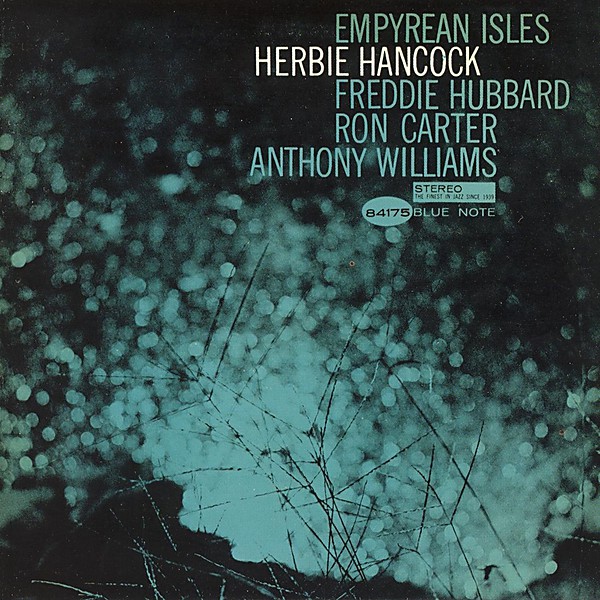 EMPYREAN ISLES
HERBIE HANCOCK
FREDDIE HUBBARD
RON CARTER
ANTHONY WILLIAMS
STEREO
THE FINEST IN JAZZ SINCE 1939
84175 BLUE NOTE